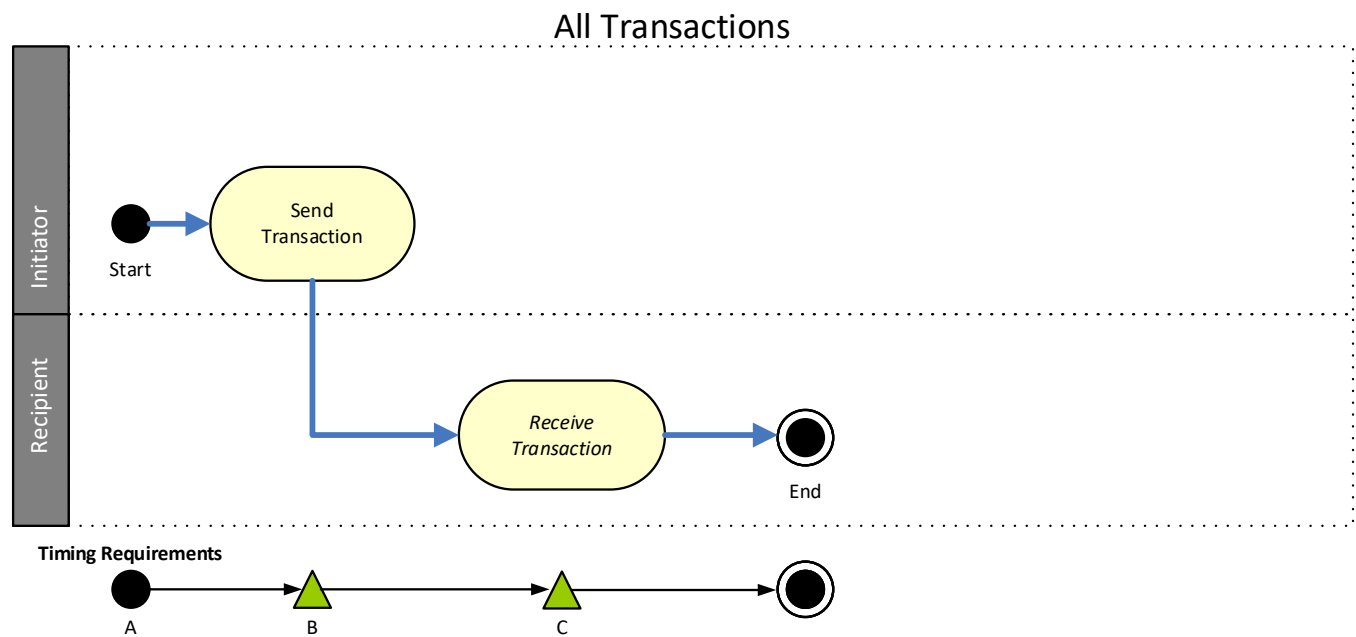 All Transactions
Initiator
Send
Transaction
Start
Recipient
Receive
Transaction
End
Timing Requirements
A
B
C